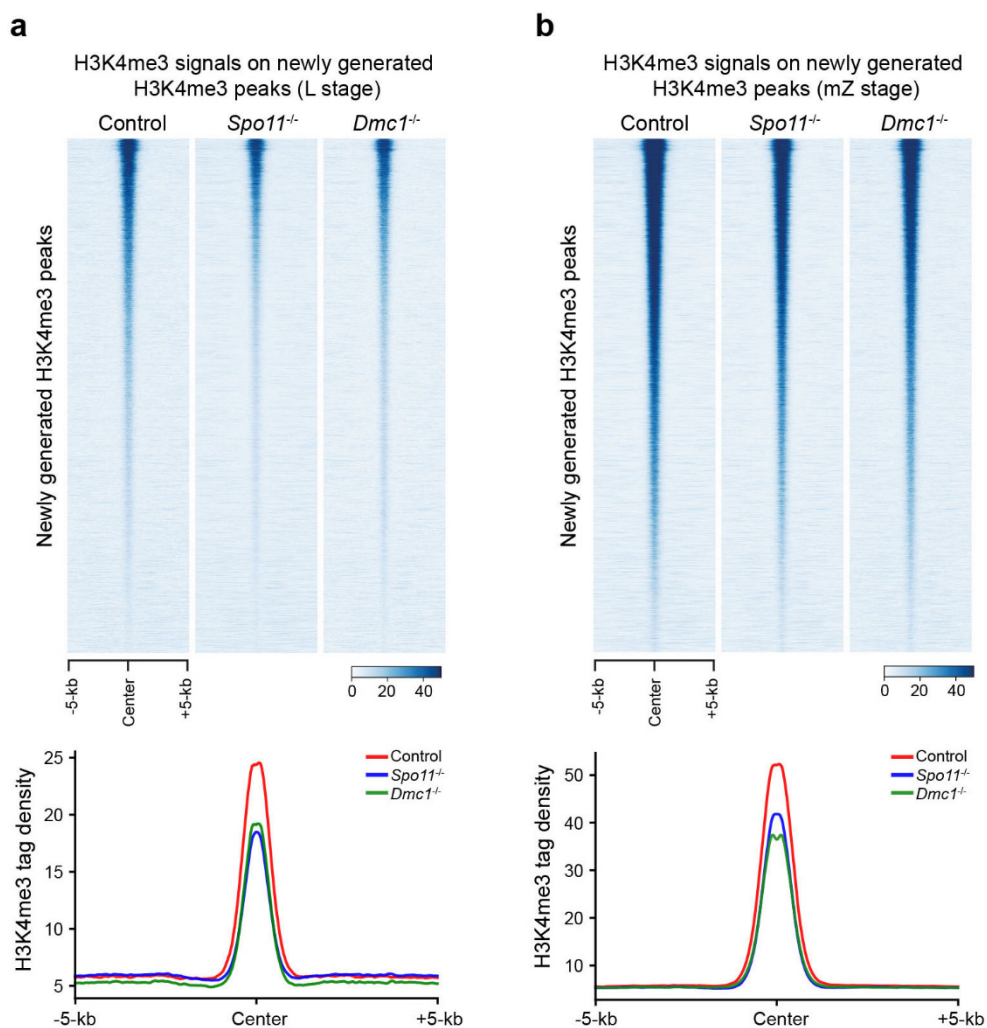 a
H3K4me3 signals on newly generated
H3K4me3 peaks (L stage)
Control Spo11-/- Dmc1-/-
Newly generated H3K4me3 peaks
-5-kb Center +5-kb
0 20 40
25
20
15
10
5
H3K4me3 tag density
Control
Spo11-/-
Dmc1-/-
-5-kb Center +5-kb
b
H3K4me3 signals on newly generated
H3K4me3 peaks (mZ stage)
Control Spo11-/- Dmc1-/-
Newly generated H3K4me3 peaks
-5-kb Center +5-kb
0 20 40
50
40
30
20
10
H3K4me3 tag density
Control
Spo11-/-
Dmc1-/-
-5-kb Center +5-kb